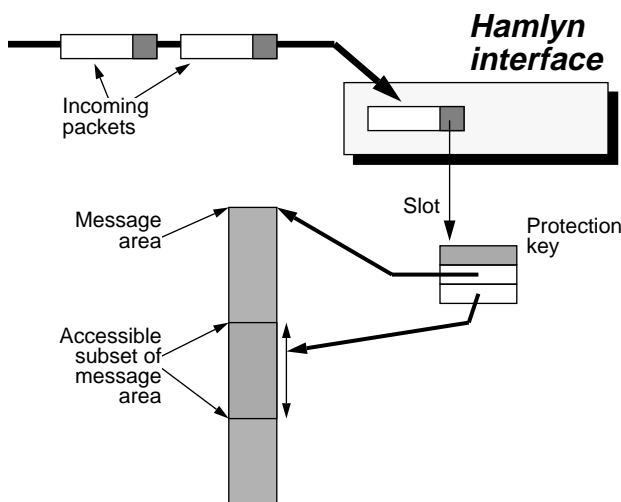 Hamlyn
interface
Incoming
packets
Slot
Protection
key
Message
area
Accessible
subset of
message
area